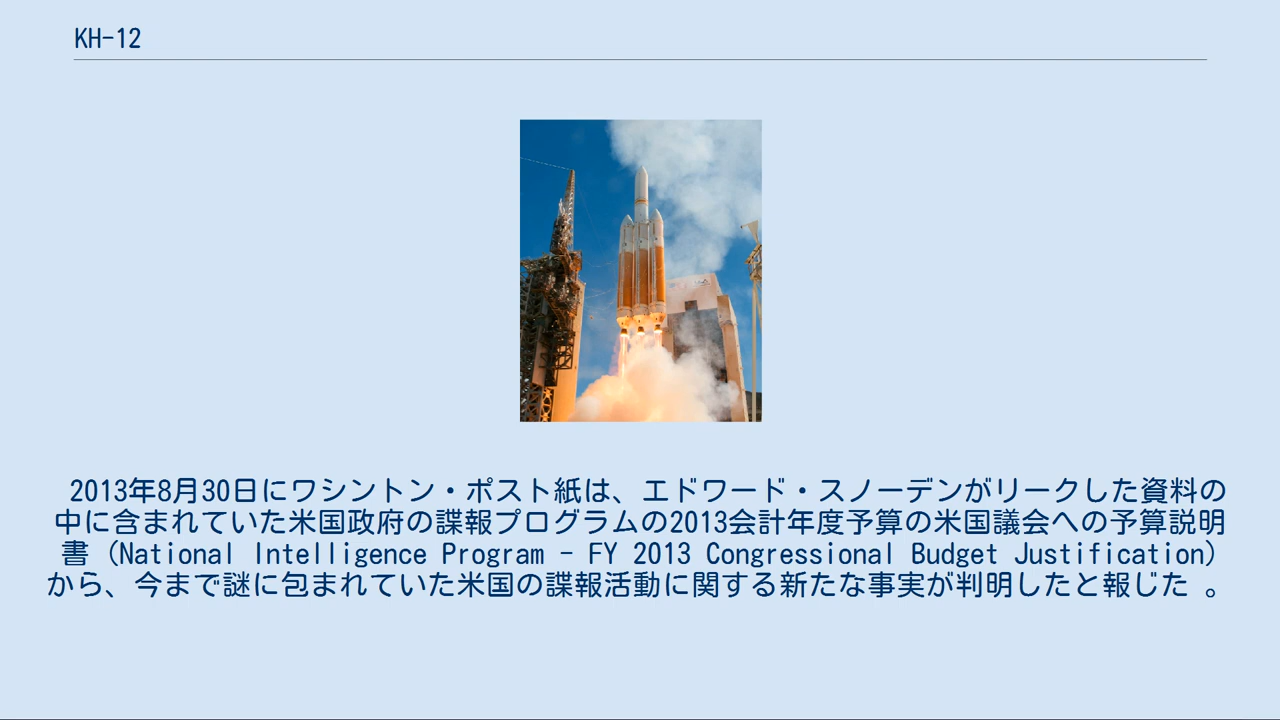 KH-12
2013年8月30日にワシントン・ポスト紙は、エドワード・スノーデンがリークした資料の
中に含まれていた米国政府の諜報プログラムの2013会計年度予算の米国議会への予算説明
書 (National Intelligence Program - FY 2013 Congressional Budget Justification)
から、今まで謎に包まれていた米国の諜報活動に関する新たな事実が判明したと報じた 。